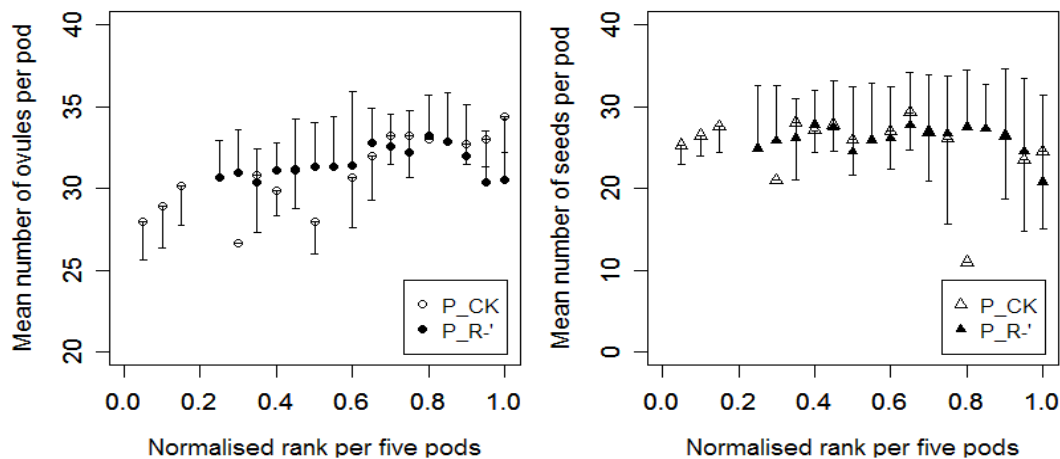 Mean number of ovules per pod
40
35
30
25
20
P_CK
P_R-'
0.0 0.2 0.4 0.6 0.8 1.0
Normalised rank per five pods
Mean number of seeds per pod
40
30
20
10
0
P_CK
P_R-'
0.0 0.2 0.4 0.6 0.8 1.0
Normalised rank per five pods